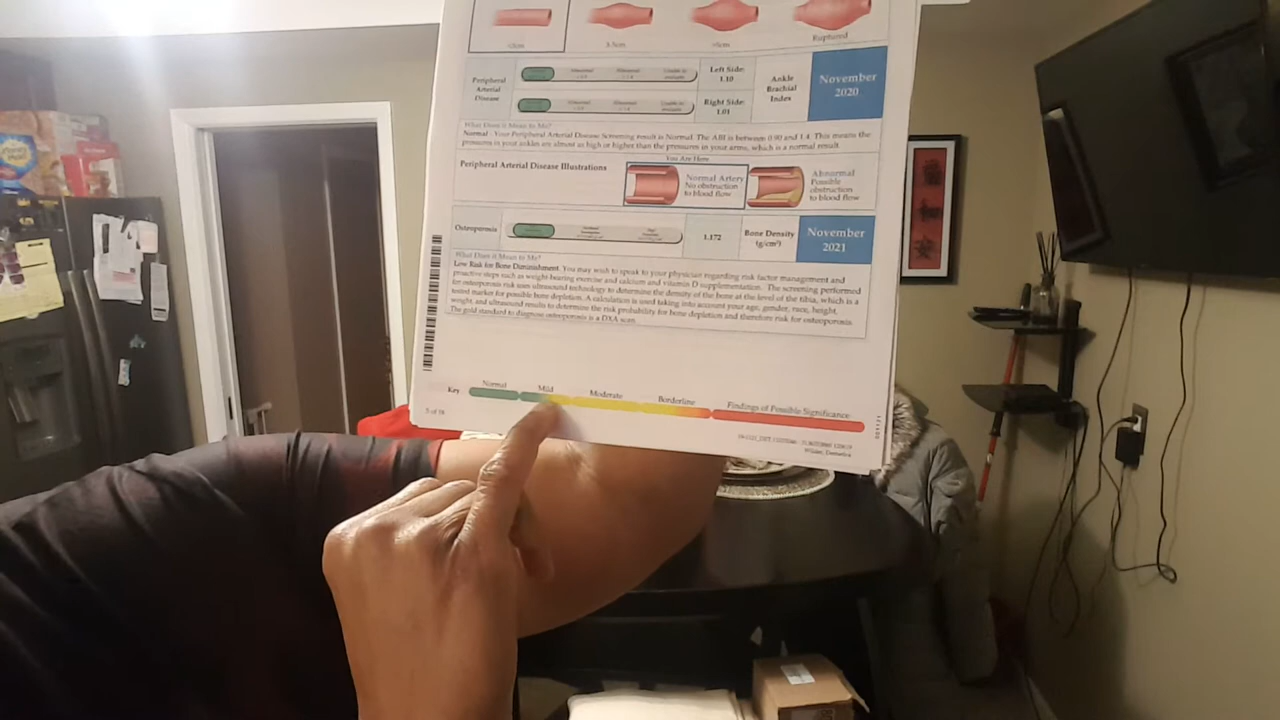 Ruptured
Peripheral Arterial Disease
Left Side: 1.10
Right Side: 1.01
Ankle Brachial Index
November 2020
What Does it Mean to Me?
Normal - Your Peripheral Arterial Disease Screening result is Normal. The ABI is between 0.90 and 1.4. This means the
pressures in your ankles are almost as high or higher than the pressures in your arms, which is a normal result.
Peripheral Arterial Disease Illustrations
You Are Here
Normal Artery
No obstruction
to blood flow
Abnormal
Possible
obstruction
to blood flow
Osteoporosis
1.172
Bone Density (g/cm²)
November 2021
What Does it Mean to Me?
Low Risk for Bone Diminishment. You may wish to speak to your physician regarding risk factor management and
proactive steps such as weight-bearing exercise and calcium and vitamin D supplementation. The screening performed
for osteoporosis risk uses ultrasound technology to determine the density of the bone at the level of the tibia, which is a
tested marker for possible bone depletion. A calculation is used taking into account your age, gender, race, height,
weight, and ultrasound results to determine the risk probability for bone depletion and therefore risk for osteoporosis.
The gold standard to diagnose osteoporosis is a DXA scan.
Key
Normal
Mild
Moderate
Borderline
Findings of Possible Significance